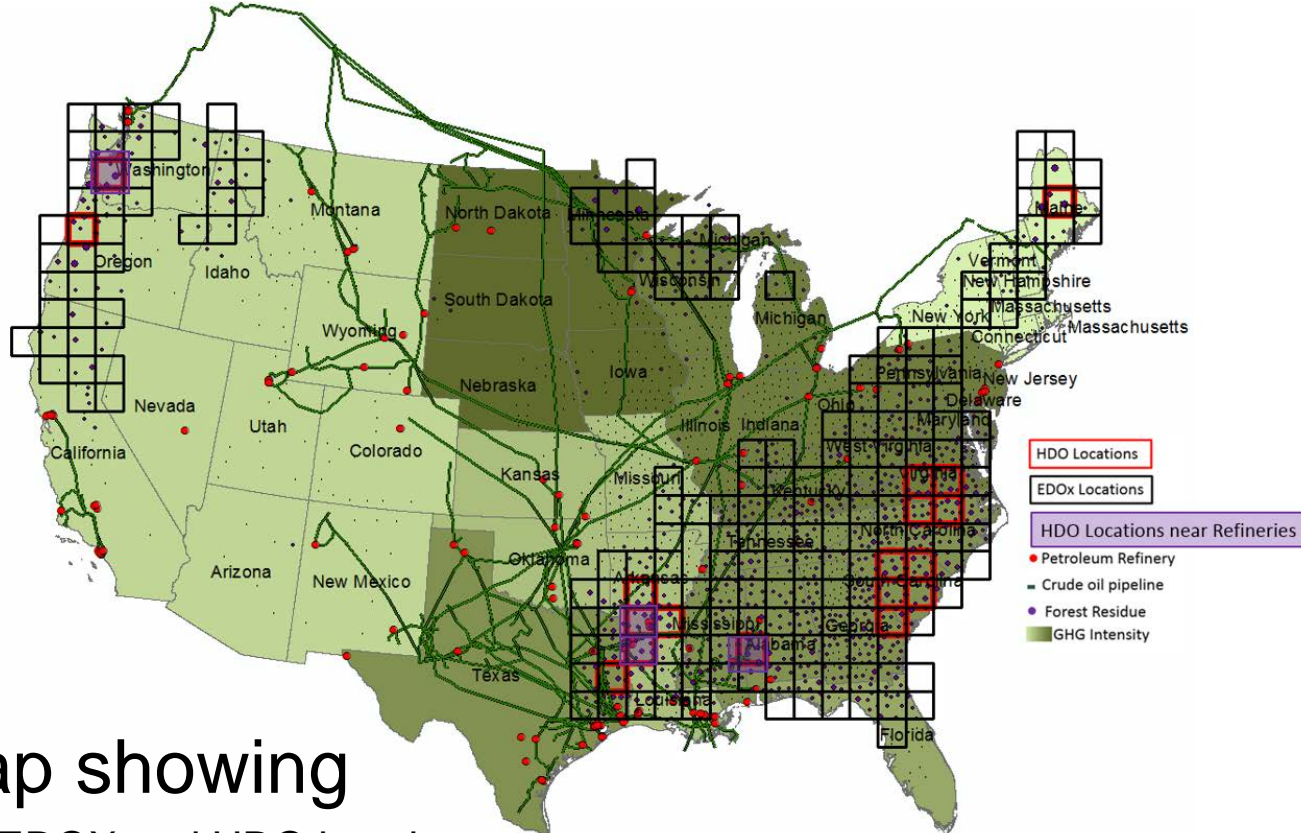 Washington
Montana
North Dakota
Minnesota
Michigan
Maine
Oregon
Idaho
South Dakota
Wisconsin
Vermont
New Hampshire
Massachusetts
Massachusetts
New York
Connecticut
Wyoming
Michigan
Nebraska
Iowa
Pennsylvania
New Jersey
Delaware
Maryland
Nevada
Utah
Colorado
Illinois
Indiana
Ohio
West Virginia
California
Kansas
Missouri
Kentucky
Virginia
North Carolina
Tennessee
Arizona
New Mexico
Oklahoma
Arkansas
South Carolina
Mississippi
Alabama
Georgia
Texas
Louisiana
Florida
HDO Locations
EDOx Locations
HDO Locations near Refineries
Petroleum Refinery
Crude oil pipeline
Forest Residue
GHG Intensity
ap showing